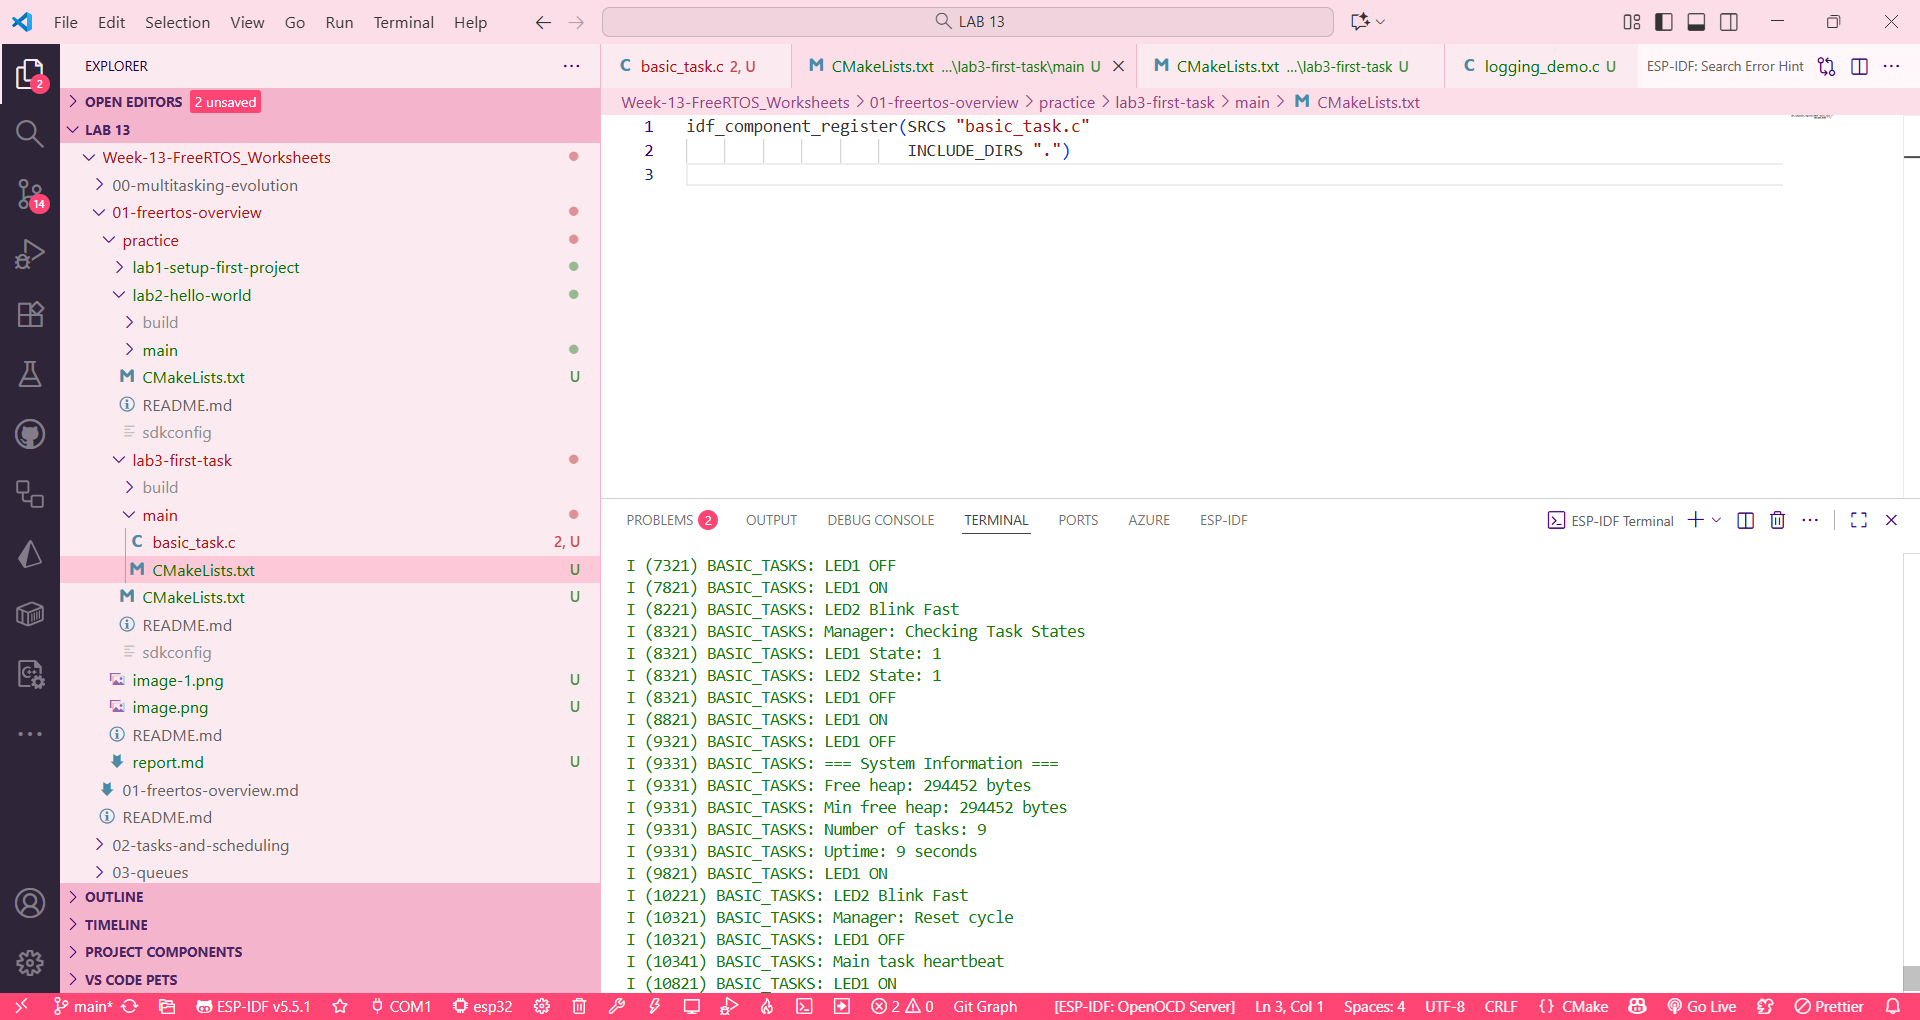 File Edit Selection View Go Run Terminal Help
LAB 13
EXPLORER
OPEN EDITORS 2 unsaved
LAB 13
Week-13-FreeRTOS_Worksheets
00-multitasking-evolution
01-freertos-overview
practice
lab1-setup-first-project
lab2-hello-world
build
main
CMakeLists.txt U
README.md
sdkconfig
lab3-first-task
build
main
basic_task.c 2, U
CMakeLists.txt U
CMakeLists.txt U
README.md
sdkconfig
image-1.png U
image.png U
README.md
report.md U
01-freertos-overview.md
README.md
02-tasks-and-scheduling
03-queues
OUTLINE
TIMELINE
PROJECT COMPONENTS
VS CODE PETS
2
14
C basic_task.c 2, U
M CMakeLists.txt ...\lab3-first-task\main U
M CMakeLists.txt ...\lab3-first-task U
C logging_demo.c U
ESP-IDF: Search Error Hint
Week-13-FreeRTOS_Worksheets > 01-freertos-overview > practice > lab3-first-task > main > M CMakeLists.txt
1 idf_component_register(SRCS "basic_task.c"
2 INCLUDE_DIRS ".")
3
PROBLEMS 2 OUTPUT DEBUG CONSOLE TERMINAL PORTS AZURE ESP-IDF
ESP-IDF Terminal
I (7321) BASIC_TASKS: LED1 OFF
I (7821) BASIC_TASKS: LED1 ON
I (8221) BASIC_TASKS: LED2 Blink Fast
I (8321) BASIC_TASKS: Manager: Checking Task States
I (8321) BASIC_TASKS: LED1 State: 1
I (8321) BASIC_TASKS: LED2 State: 1
I (8321) BASIC_TASKS: LED1 OFF
I (8821) BASIC_TASKS: LED1 ON
I (9321) BASIC_TASKS: LED1 OFF
I (9331) BASIC_TASKS: === System Information ===
I (9331) BASIC_TASKS: Free heap: 294452 bytes
I (9331) BASIC_TASKS: Min free heap: 294452 bytes
I (9331) BASIC_TASKS: Number of tasks: 9
I (9331) BASIC_TASKS: Uptime: 9 seconds
I (9821) BASIC_TASKS: LED1 ON
I (10221) BASIC_TASKS: LED2 Blink Fast
I (10321) BASIC_TASKS: Manager: Reset cycle
I (10321) BASIC_TASKS: LED1 OFF
I (10341) BASIC_TASKS: Main task heartbeat
I (10821) BASIC_TASKS: LED1 ON
main* ESP-IDF v5.5.1 COM1 esp32 2 0 Git Graph [ESP-IDF: OpenOCD Server] Ln 3, Col 1 Spaces: 4 UTF-8 CRLF {} CMake Go Live Prettier